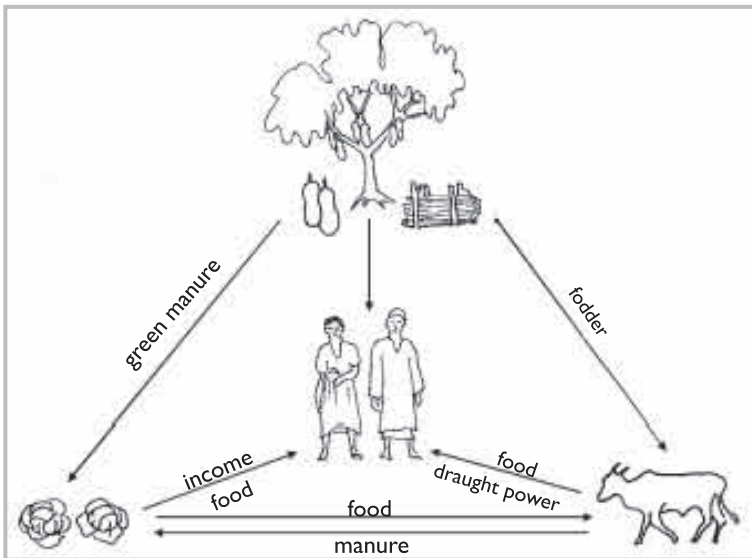 green manure
fodder
income
food
food
draught power
food
manure